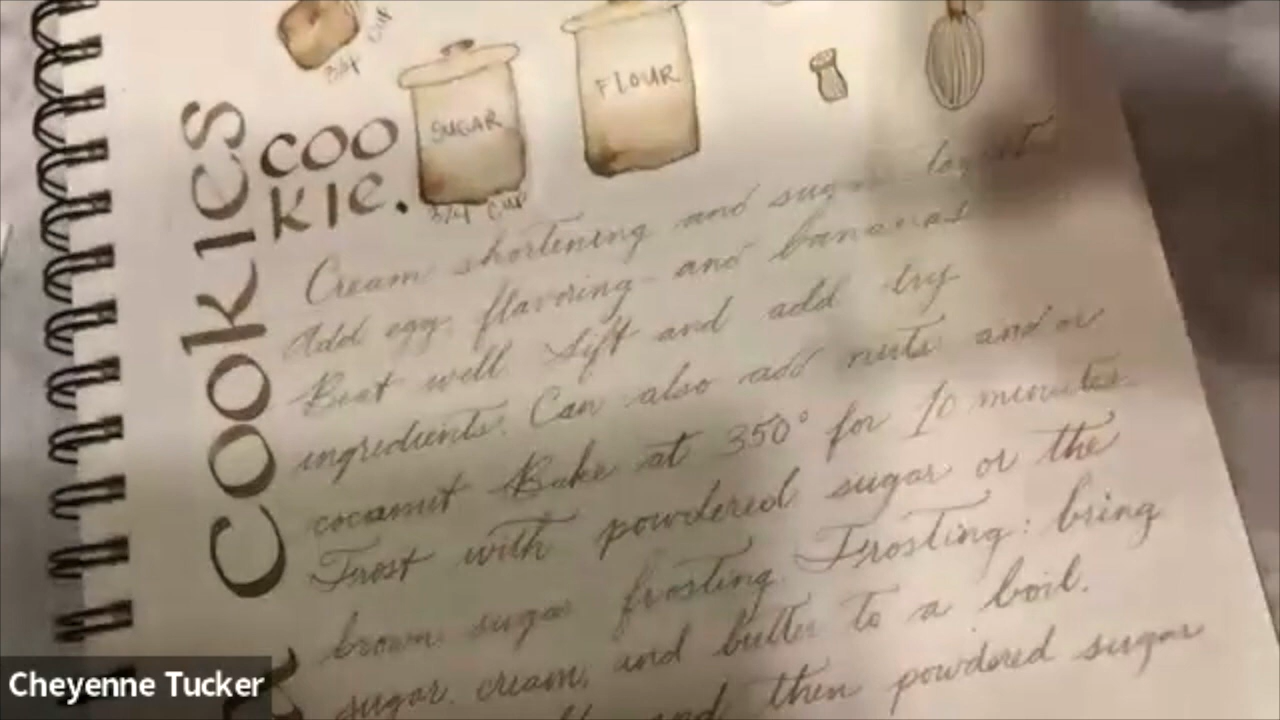 3/4 CUP
SUGAR
3/4 CUP
FLOUR
COOKIES
COO
KIE.
Cream shortening and sugar
Add egg, flavoring and bananas
Beat well Sift and add dry
ingredients. Can also add nuts and or
coconut Bake at 350° for 10 minutes
Frost with powdered sugar or the
brown sugar frosting. Frosting: bring
sugar, cream, and butter to a boil.
and then powdered sugar
Cheyenne Tucker